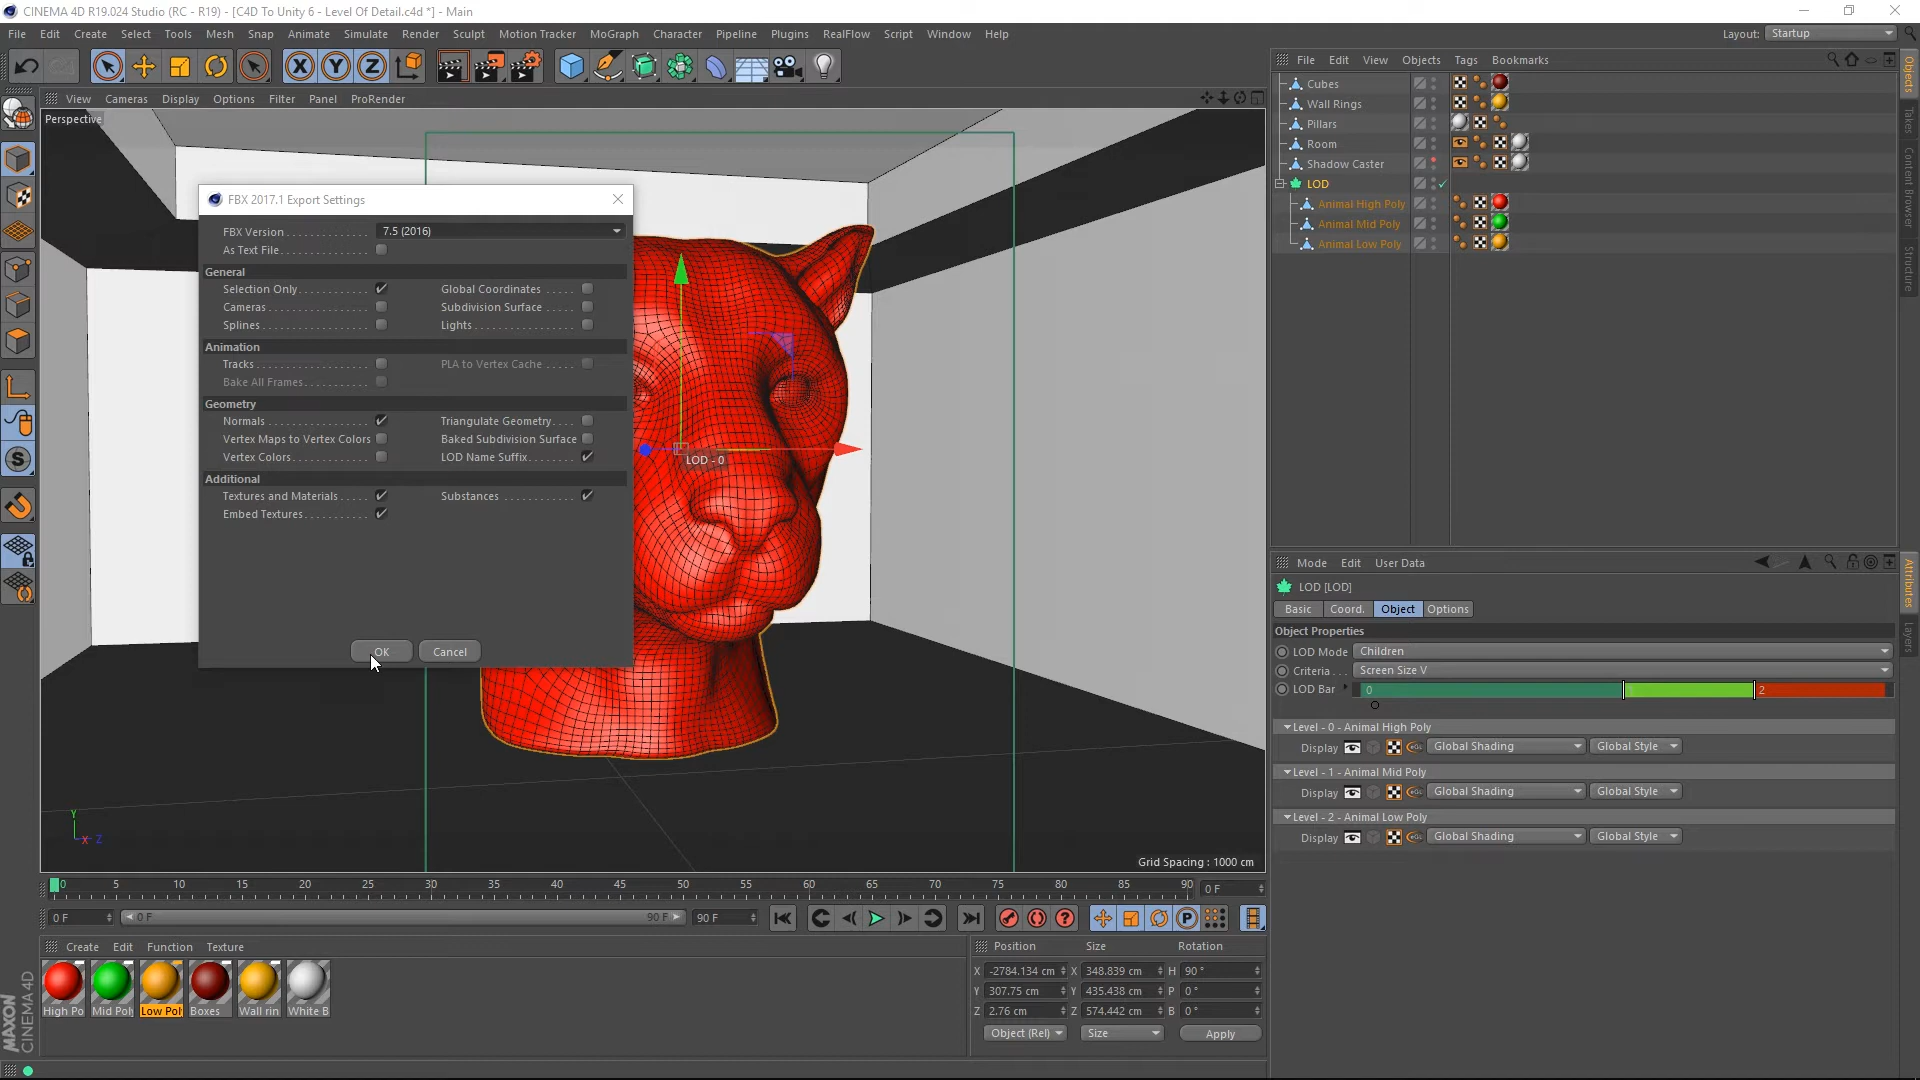 CINEMA 4D R19.024 Studio (RC - R19) - [C4D To Unity 6 - Level Of Detail.c4d *] - Main
File Edit Create Select Tools Mesh Snap Animate Simulate Render Sculpt Motion Tracker MoGraph Character Pipeline Plugins RealFlow Script Window Help Layout: Startup
File Edit View Objects Tags Bookmarks
View Cameras Display Options Filter Panel ProRender
Perspective
Cubes
Wall Rings
Pillars
Room
Shadow Caster
LOD
Animal High Poly
Animal Mid Poly
Animal Low Poly
Objects
Takes
Content Browser
Structure
FBX 2017.1 Export Settings
FBX Version 7.5 (2016)
As Text File
General
Selection Only Global Coordinates
Cameras Subdivision Surface
Splines Lights
Animation
Tracks PLA to Vertex Cache
Bake All Frames
Geometry
Normals Triangulate Geometry
Vertex Maps to Vertex Colors Baked Subdivision Surface
Vertex Colors LOD Name Suffix
Additional
Textures and Materials Substances
Embed Textures
OK Cancel
LOD - 0
Y
X Z
Grid Spacing : 1000 cm
Mode Edit User Data
LOD [LOD]
Basic Coord. Object Options
Object Properties
LOD Mode Children
Criteria Screen Size V
LOD Bar 0 2
Level - 0 - Animal High Poly
Display Global Shading Global Style
Level - 1 - Animal Mid Poly
Display Global Shading Global Style
Level - 2 - Animal Low Poly
Display Global Shading Global Style
Attributes
Layers
0 5 10 15 20 25 30 35 40 45 50 55 60 65 70 75 80 85 90 0 F
0 F 0 F 90 F 90 F
Create Edit Function Texture
High Po Mid Pol Low Pol Boxes Wall rin White B
Position Size Rotation
X -2784.134 cm X 348.839 cm H 90 °
Y 307.75 cm Y 435.438 cm P 0 °
Z 2.76 cm Z 574.442 cm B 0 °
Object (Rel) Size Apply
MAXON
CINEMA 4D